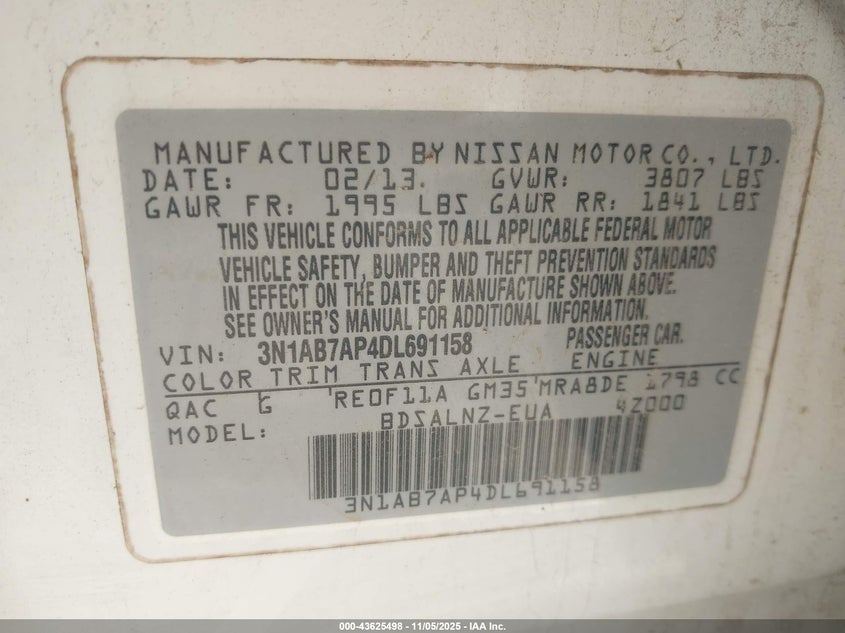 MANUFACTURED BY NISSAN MOTOR CO., LTD.
DATE: 02/13. GVWR: 3807 LBS
GAWR FR: 1995 LBS GAWR RR: 1841 LBS
THIS VEHICLE CONFORMS TO ALL APPLICABLE FEDERAL MOTOR
VEHICLE SAFETY, BUMPER AND THEFT PREVENTION STANDARDS
IN EFFECT ON THE DATE OF MANUFACTURE SHOWN ABOVE.
SEE OWNER'S MANUAL FOR ADDITIONAL INFORMATION.
VIN: 3N1AB7AP4DL691158 PASSENGER CAR.
COLOR TRIM TRANS AXLE ENGINE
QAC G 'RE0F11A GM35'MRA8DE 1798 CC
MODEL: BDSALNZ-EUA 4Z000
3N1AB7AP4DL691158
000-43625498 - 11/05/2025 - IAA Inc.